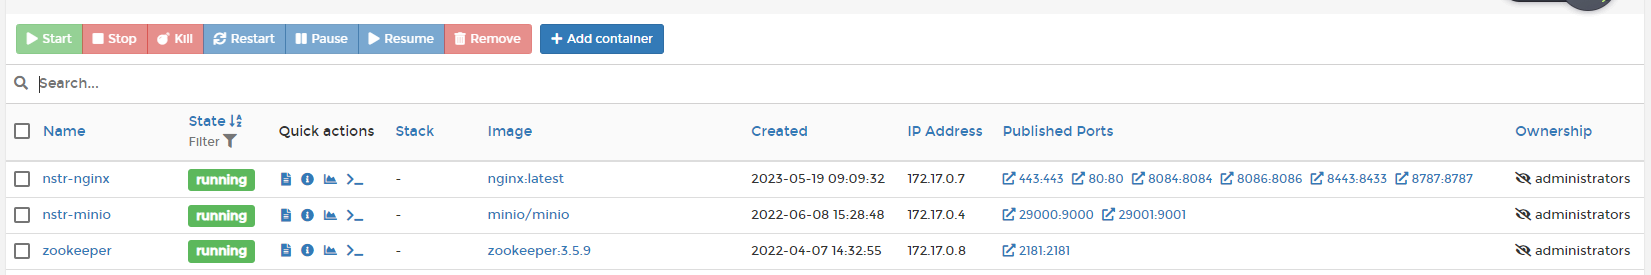 Start Stop Kill Restart Pause Resume Remove Add container
Search...
Name State Filter Quick actions Stack Image Created IP Address Published Ports Ownership
nstr-nginx running - nginx:latest 2023-05-19 09:09:32 172.17.0.7 443:443 80:80 8084:8084 8086:8086 8443:8433 8787:8787 administrators
nstr-minio running - minio/minio 2022-06-08 15:28:48 172.17.0.4 29000:9000 29001:9001 administrators
zookeeper running - zookeeper:3.5.9 2022-04-07 14:32:55 172.17.0.8 2181:2181 administrators